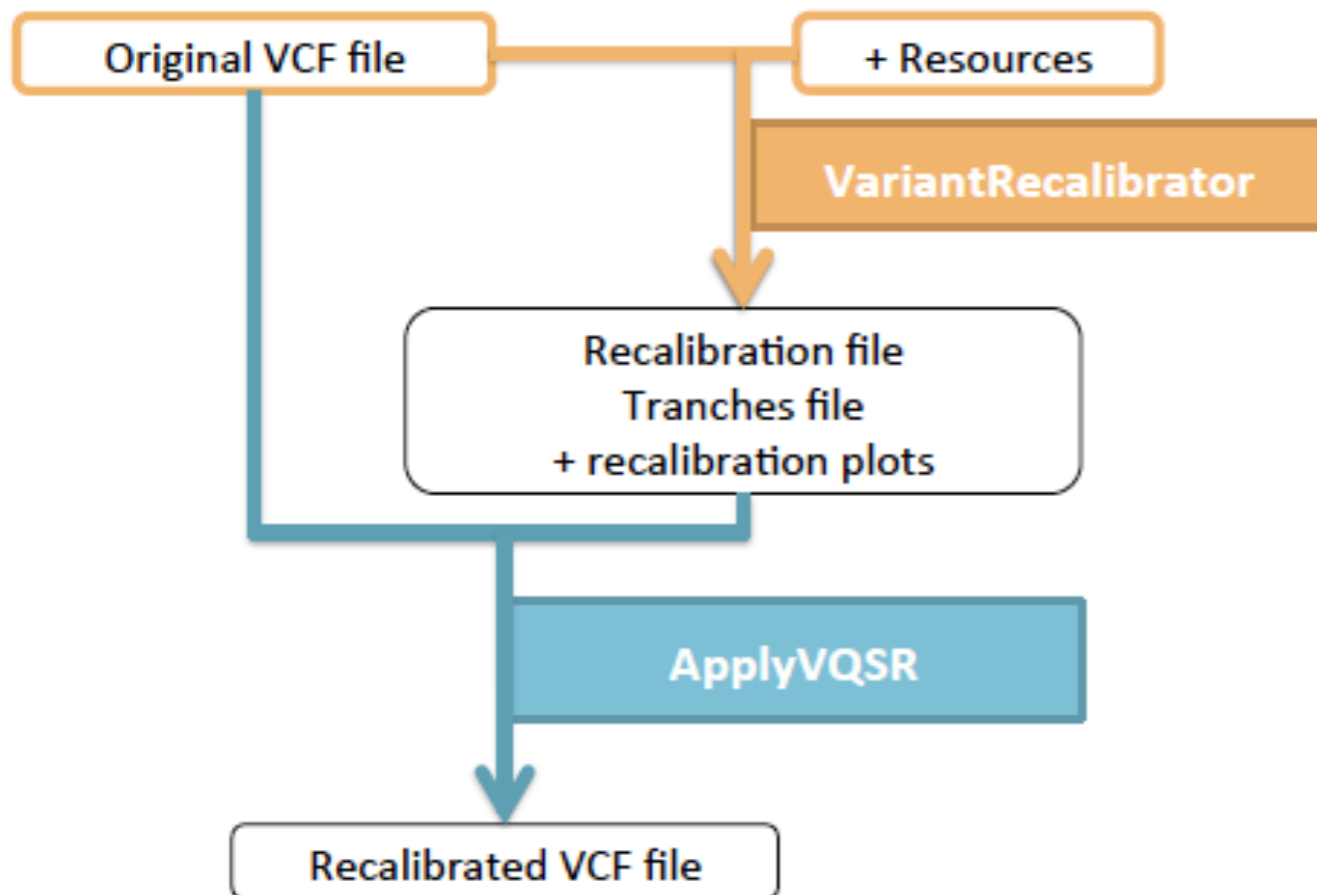 Original VCF file
+ Resources
VariantRecalibrator
Recalibration file
Tranches file
+ recalibration plots
ApplyVQSR
Recalibrated VCF file